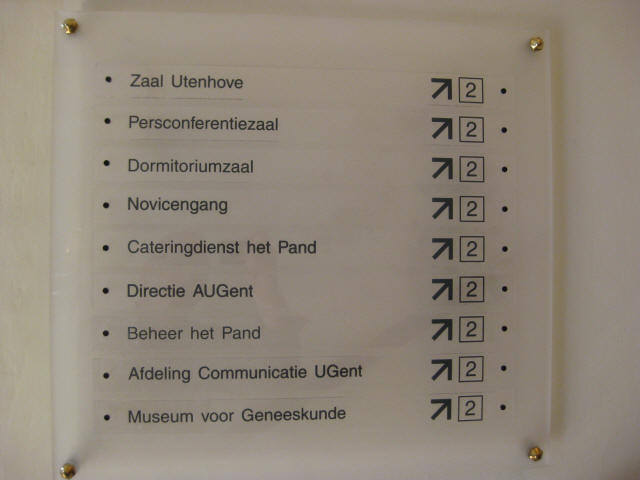 • Zaal Utenhove ↗ 2 •
• Persconferentiezaal ↗ 2 •
• Dormitoriumzaal ↗ 2 •
• Novicengang ↗ 2 •
• Cateringdienst het Pand ↗ 2 •
• Directie AUGent ↗ 2 •
• Beheer het Pand ↗ 2 •
• Afdeling Communicatie UGent ↗ 2 •
• Museum voor Geneeskunde ↗ 2 •